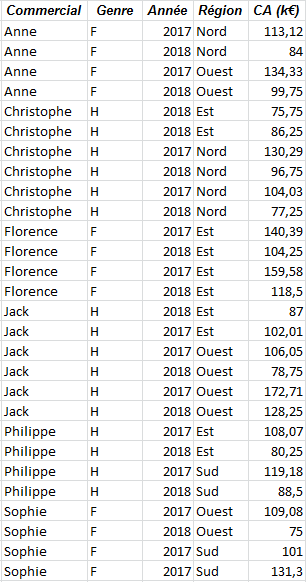 Commercial Genre Année Région CA (k€)
Anne F 2017 Nord 113,12
Anne F 2018 Nord 84
Anne F 2017 Ouest 134,33
Anne F 2018 Ouest 99,75
Christophe H 2018 Est 75,75
Christophe H 2018 Est 86,25
Christophe H 2017 Nord 130,29
Christophe H 2018 Nord 96,75
Christophe H 2017 Nord 104,03
Christophe H 2018 Nord 77,25
Florence F 2017 Est 140,39
Florence F 2018 Est 104,25
Florence F 2017 Est 159,58
Florence F 2018 Est 118,5
Jack H 2018 Est 87
Jack H 2017 Est 102,01
Jack H 2017 Ouest 106,05
Jack H 2018 Ouest 78,75
Jack H 2017 Ouest 172,71
Jack H 2018 Ouest 128,25
Philippe H 2017 Est 108,07
Philippe H 2018 Est 80,25
Philippe H 2017 Sud 119,18
Philippe H 2018 Sud 88,5
Sophie F 2017 Ouest 109,08
Sophie F 2018 Ouest 75
Sophie F 2017 Sud 101
Sophie F 2017 Sud 131,3